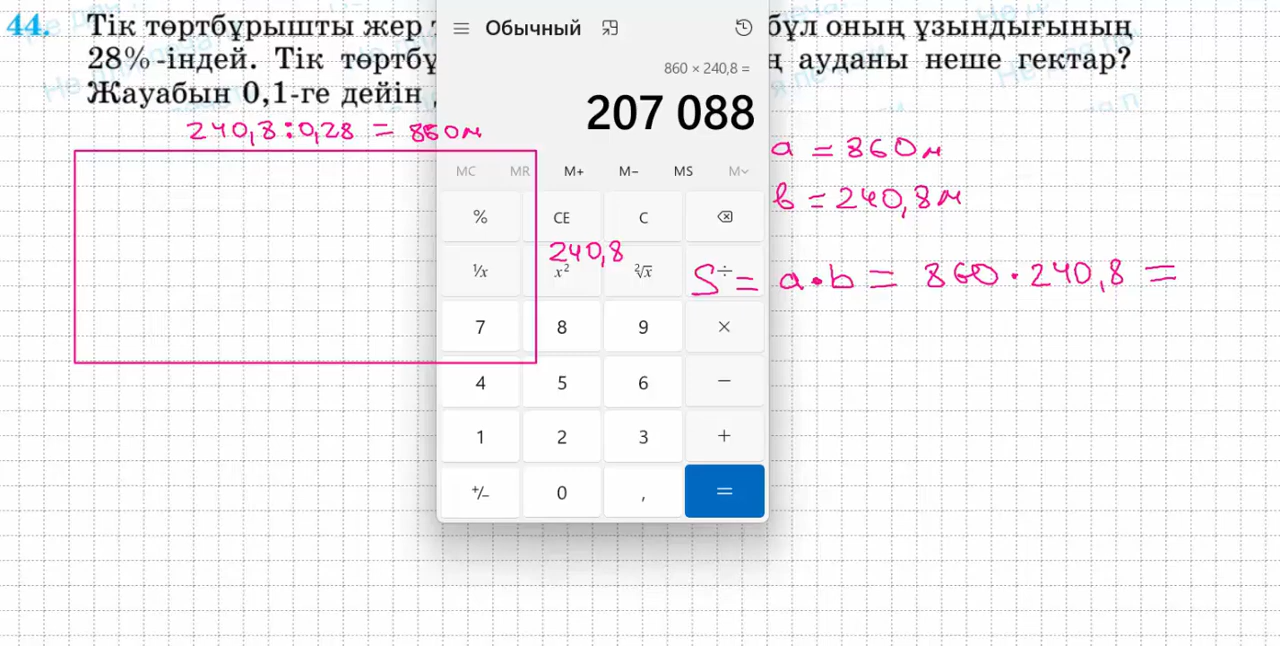 44. Тік төртбұрышты жер бұл оның ұзындығының
28%-індей. Тік төртбұ ң ауданы неше гектар?
Жауабын 0,1-ге дейін
Обычный
860 × 240,8 =
207 088
MC MR M+ M− MS M˅
% CE C ⌫
¹/x x² ²√x ÷
7 8 9 ×
4 5 6 −
1 2 3 +
+/− 0 , =
240,8:0,28 = 860м
240,8
a = 860м
b = 240,8м
S = a·b = 860·240,8 =